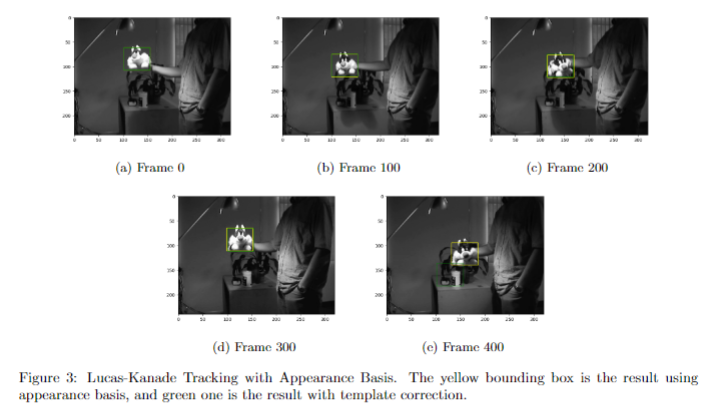 (a) Frame 0
(b) Frame 100
(c) Frame 200
(d) Frame 300
(e) Frame 400
Figure 3: Lucas-Kanade Tracking with Appearance Basis. The yellow bounding box is the result using
appearance basis, and green one is the result with template correction.